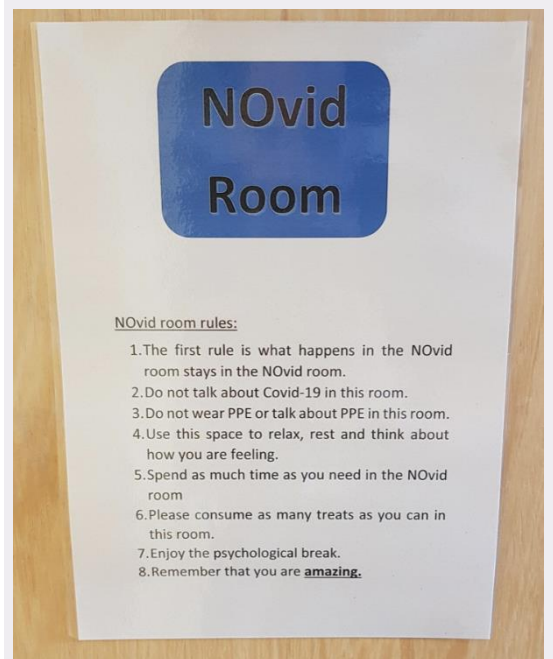 NOvid
Room
NOvid room rules:
1.The first rule is what happens in the NOvid
room stays in the NOvid room.
2.Do not talk about Covid-19 in this room.
3.Do not wear PPE or talk about PPE in this room.
4.Use this space to relax, rest and think about
how you are feeling.
5.Spend as much time as you need in the NOvid
room
6.Please consume as many treats as you can in
this room.
7.Enjoy the psychological break.
8.Remember that you are amazing.